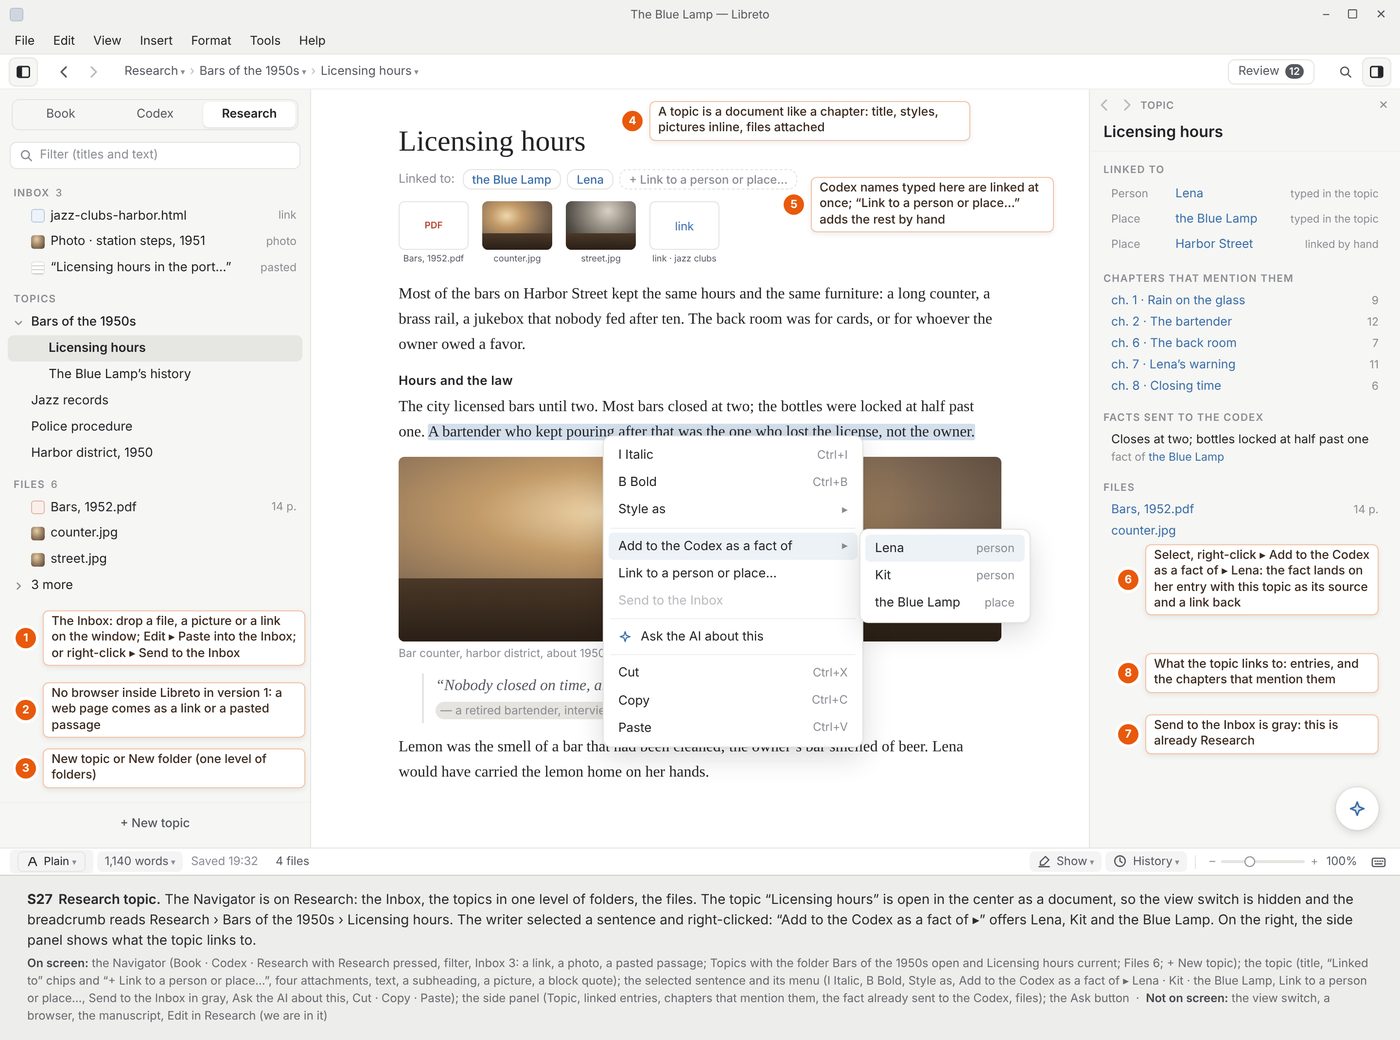 The Blue Lamp — Libreto
File Edit View Insert Format Tools Help
Research › Bars of the 1950s › Licensing hours
Review 12
Book Codex Research
Filter (titles and text)
INBOX 3
jazz-clubs-harbor.html link
Photo · station steps, 1951 photo
“Licensing hours in the port...” pasted
TOPICS
Bars of the 1950s
Licensing hours
The Blue Lamp’s history
Jazz records
Police procedure
Harbor district, 1950
FILES 6
Bars, 1952.pdf 14 p.
counter.jpg
street.jpg
3 more
1
The Inbox: drop a file, a picture or a link
on the window; Edit ▸ Paste into the Inbox;
or right-click ▸ Send to the Inbox
2
No browser inside Libreto in version 1: a
web page comes as a link or a pasted
passage
3
New topic or New folder (one level of
folders)
+ New topic
4
A topic is a document like a chapter: title, styles,
pictures inline, files attached
Licensing hours
Linked to: the Blue Lamp Lena + Link to a person or place...
5
Codex names typed here are linked at
once; “Link to a person or place...”
adds the rest by hand
PDF
link
Bars, 1952.pdf counter.jpg street.jpg link · jazz clubs
Most of the bars on Harbor Street kept the same hours and the same furniture: a long counter, a
brass rail, a jukebox that nobody fed after ten. The back room was for cards, or for whoever the
owner owed a favor.
Hours and the law
The city licensed bars until two. Most bars closed at two; the bottles were locked at half past
one. A bartender who kept pouring after that was the one who lost the license, not the owner.
I Italic Ctrl+I
B Bold Ctrl+B
Style as ▸
Add to the Codex as a fact of ▸
Link to a person or place...
Send to the Inbox
Ask the AI about this
Cut Ctrl+X
Copy Ctrl+C
Paste Ctrl+V
Lena person
Kit person
the Blue Lamp place
Bar counter, harbor district, about 1950
“Nobody closed on time, a
— a retired bartender, intervie
Lemon was the smell of a bar that had been cleaned; the owner’s bar smelled of beer. Lena
would have carried the lemon home on her hands.
TOPIC
Licensing hours
LINKED TO
Person Lena typed in the topic
Place the Blue Lamp typed in the topic
Place Harbor Street linked by hand
CHAPTERS THAT MENTION THEM
ch. 1 · Rain on the glass 9
ch. 2 · The bartender 12
ch. 6 · The back room 7
ch. 7 · Lena’s warning 11
ch. 8 · Closing time 6
FACTS SENT TO THE CODEX
Closes at two; bottles locked at half past one
fact of the Blue Lamp
FILES
Bars, 1952.pdf 14 p.
counter.jpg
6
Select, right-click ▸ Add to the Codex
as a fact of ▸ Lena: the fact lands on
her entry with this topic as its source
and a link back
8
What the topic links to: entries, and
the chapters that mention them
7
Send to the Inbox is gray: this is
already Research
A Plain 1,140 words Saved 19:32 4 files
Show History − + 100%
S27 Research topic. The Navigator is on Research: the Inbox, the topics in one level of folders, the files. The topic “Licensing hours” is open in the center as a document, so the view switch is hidden and the
breadcrumb reads Research › Bars of the 1950s › Licensing hours. The writer selected a sentence and right-clicked: “Add to the Codex as a fact of ▸” offers Lena, Kit and the Blue Lamp. On the right, the side
panel shows what the topic links to.
On screen: the Navigator (Book · Codex · Research with Research pressed, filter, Inbox 3: a link, a photo, a pasted passage; Topics with the folder Bars of the 1950s open and Licensing hours current; Files 6; + New topic); the topic (title, “Linked
to” chips and “+ Link to a person or place...”, four attachments, text, a subheading, a picture, a block quote); the selected sentence and its menu (I Italic, B Bold, Style as, Add to the Codex as a fact of ▸ Lena · Kit · the Blue Lamp, Link to a person
or place..., Send to the Inbox in gray, Ask the AI about this, Cut · Copy · Paste); the side panel (Topic, linked entries, chapters that mention them, the fact already sent to the Codex, files); the Ask button · Not on screen: the view switch, a
browser, the manuscript, Edit in Research (we are in it)